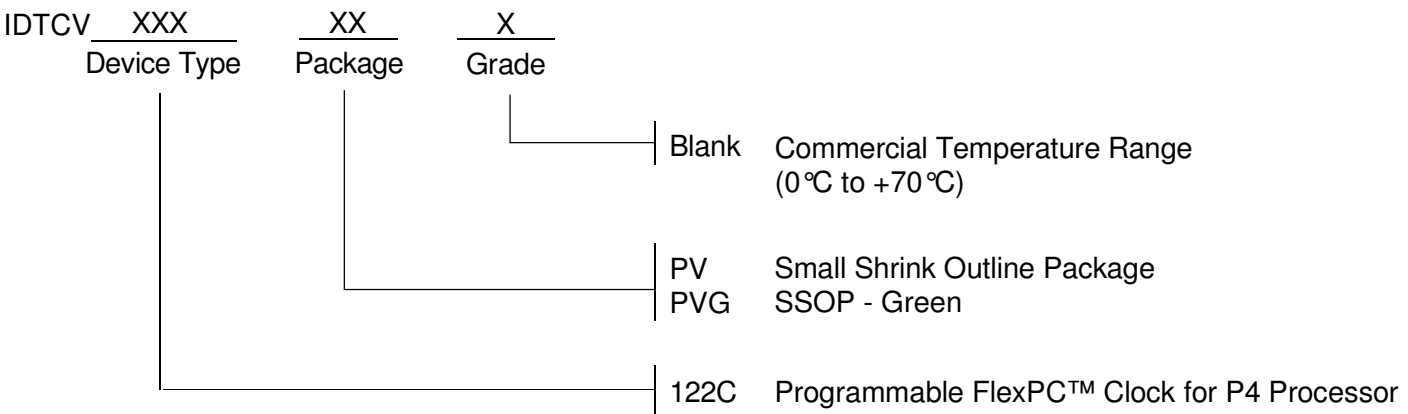 IDTCV XXX XX X
Device Type Package Grade
Blank Commercial Temperature Range
(0°C to +70°C)
PV Small Shrink Outline Package
PVG SSOP - Green
122C Programmable FlexPC™ Clock for P4 Processor